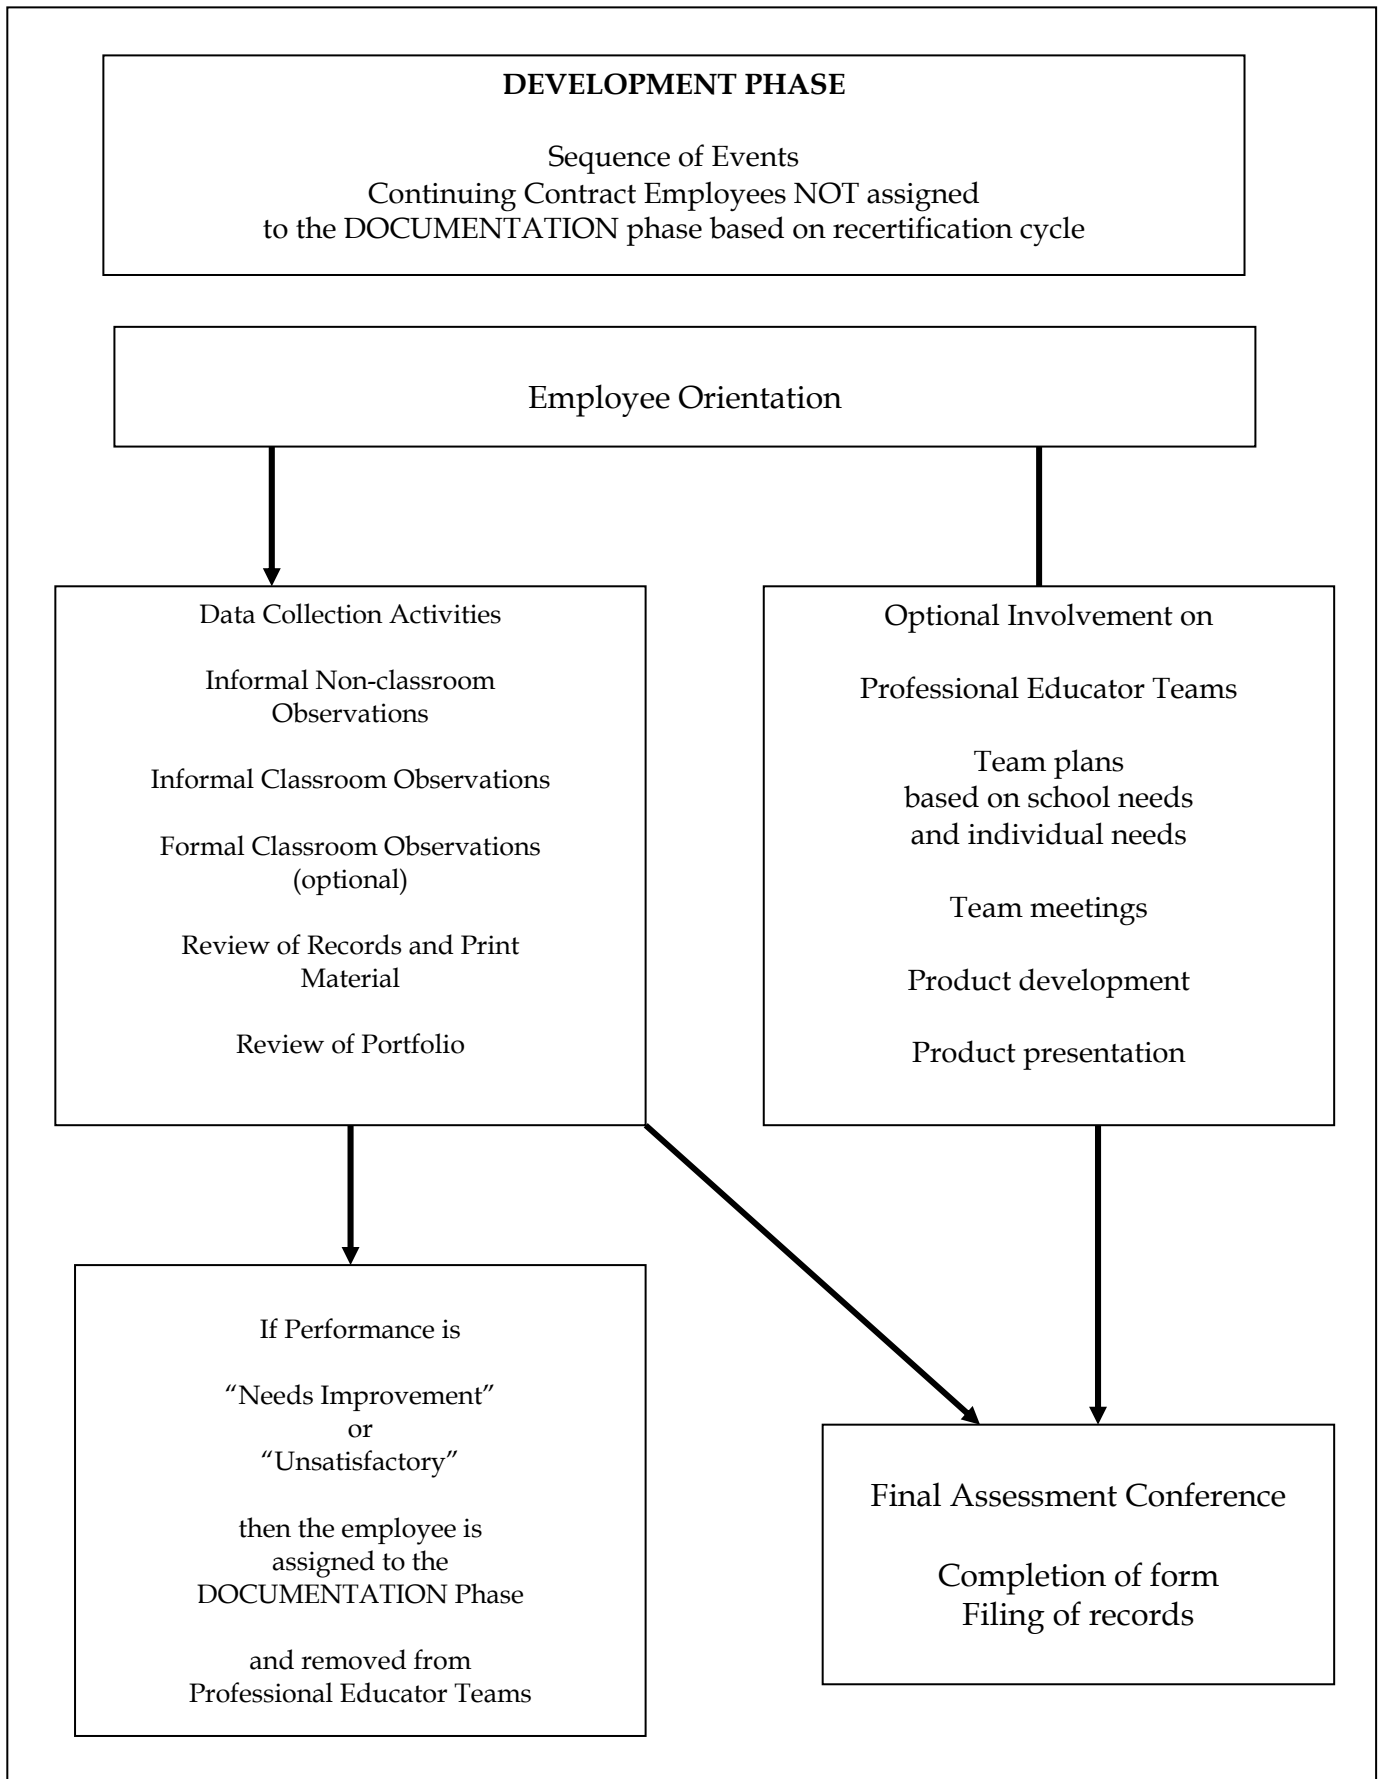 DEVELOPMENT PHASE
Sequence of Events
Continuing Contract Employees NOT assigned
to the DOCUMENTATION phase based on recertification cycle
Employee Orientation
Data Collection Activities
Informal Non-classroom
Observations
Informal Classroom Observations
Formal Classroom Observations
(optional)
Review of Records and Print
Material
Review of Portfolio
Optional Involvement on
Professional Educator Teams
Team plans
based on school needs
and individual needs
Team meetings
Product development
Product presentation
If Performance is
“Needs Improvement”
or
“Unsatisfactory”
then the employee is
assigned to the
DOCUMENTATION Phase
and removed from
Professional Educator Teams
Final Assessment Conference
Completion of form
Filing of records